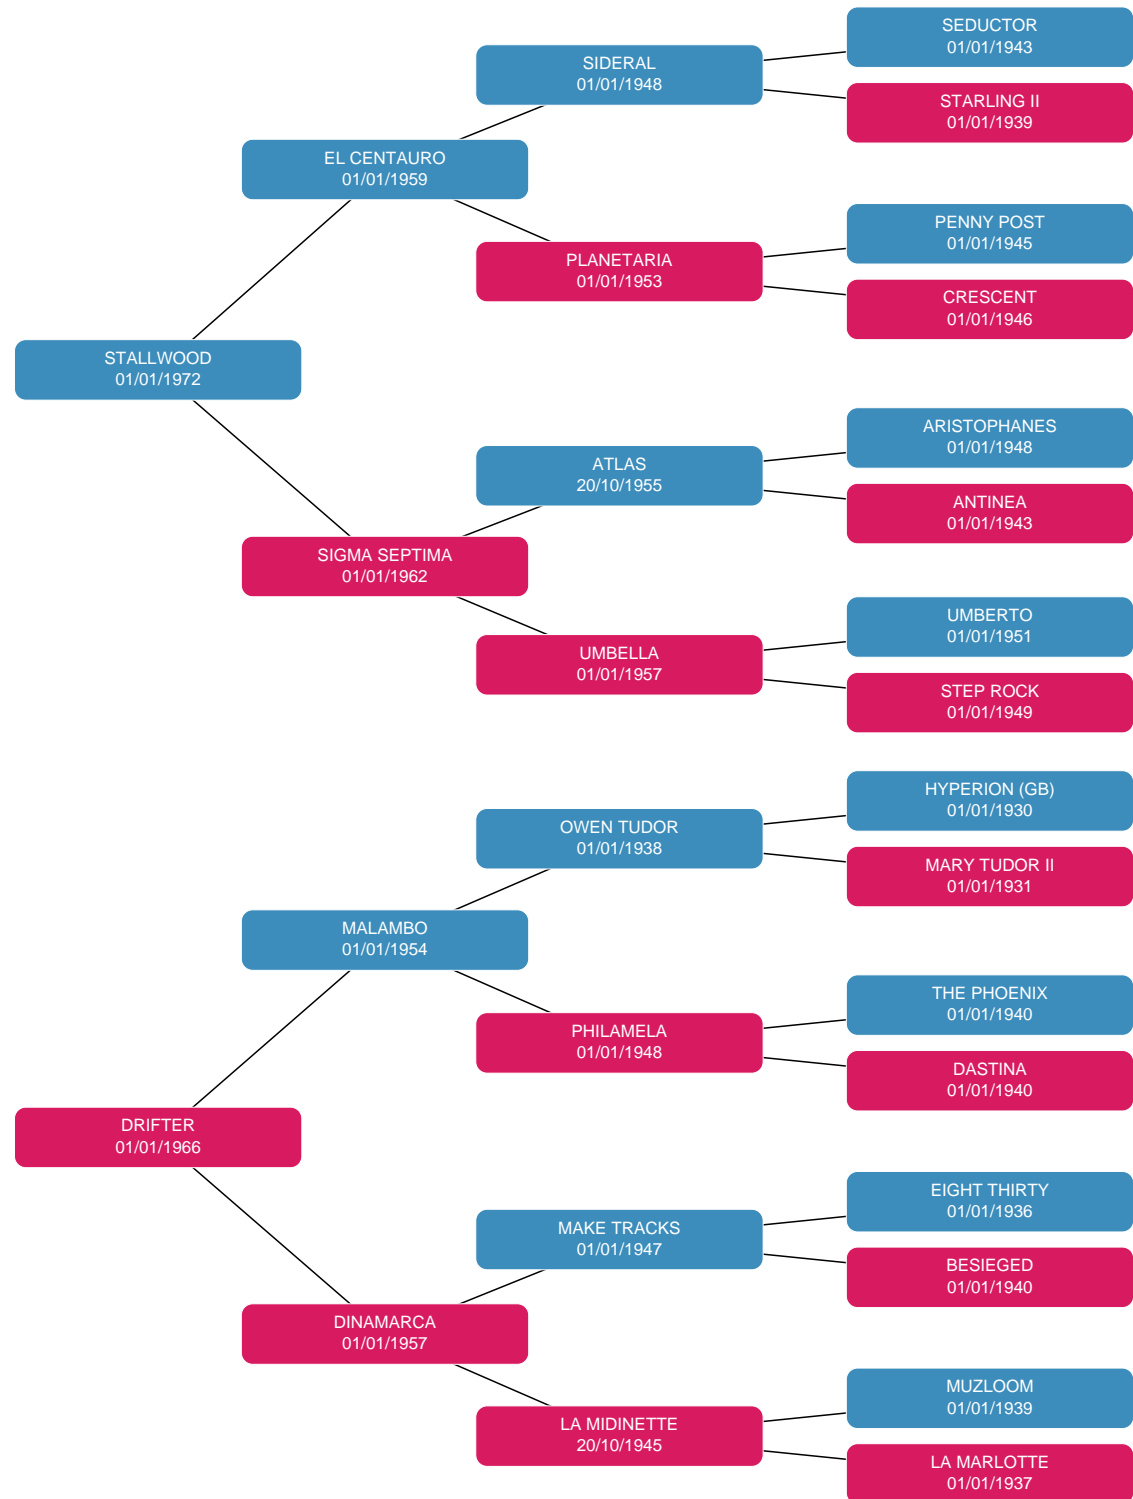 SEDUCTOR
01/01/1943
SIDERAL
01/01/1948
STARLING II
01/01/1939
EL CENTAURO
01/01/1959
PENNY POST
01/01/1945
PLANETARIA
01/01/1953
CRESCENT
01/01/1946
STALLWOOD
01/01/1972
ARISTOPHANES
01/01/1948
ATLAS
20/10/1955
ANTINEA
01/01/1943
SIGMA SEPTIMA
01/01/1962
UMBERTO
01/01/1951
UMBELLA
01/01/1957
STEP ROCK
01/01/1949
HYPERION (GB)
01/01/1930
OWEN TUDOR
01/01/1938
MARY TUDOR II
01/01/1931
MALAMBO
01/01/1954
THE PHOENIX
01/01/1940
PHILAMELA
01/01/1948
DASTINA
01/01/1940
DRIFTER
01/01/1966
EIGHT THIRTY
01/01/1936
MAKE TRACKS
01/01/1947
BESIEGED
01/01/1940
DINAMARCA
01/01/1957
MUZLOOM
01/01/1939
LA MIDINETTE
20/10/1945
LA MARLOTTE
01/01/1937